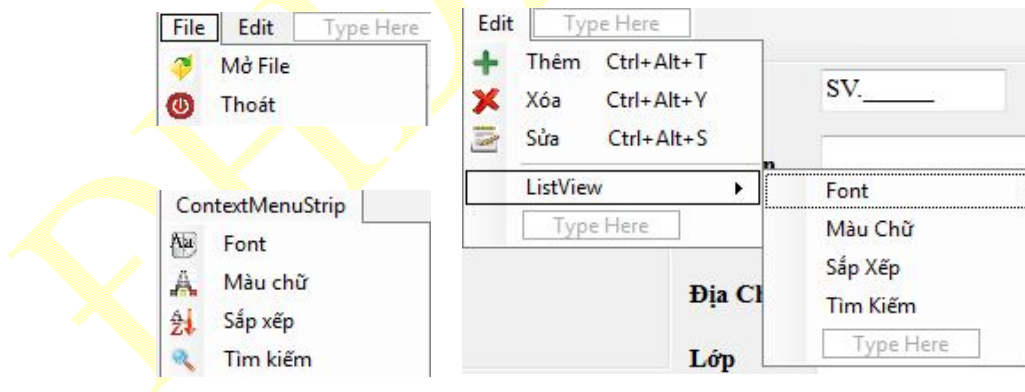 File Edit Type Here
Mở File
Thoát
ContextMenuStrip
Font
Màu chữ
Sắp xếp
Tìm kiếm
Edit Type Here
Thêm Ctrl+Alt+T
Xóa Ctrl+Alt+Y
Sửa Ctrl+Alt+S
ListView
Type Here
SV.______
Font
Màu Chữ
Sắp Xếp
Tìm Kiếm
Type Here
Địa
Lớp